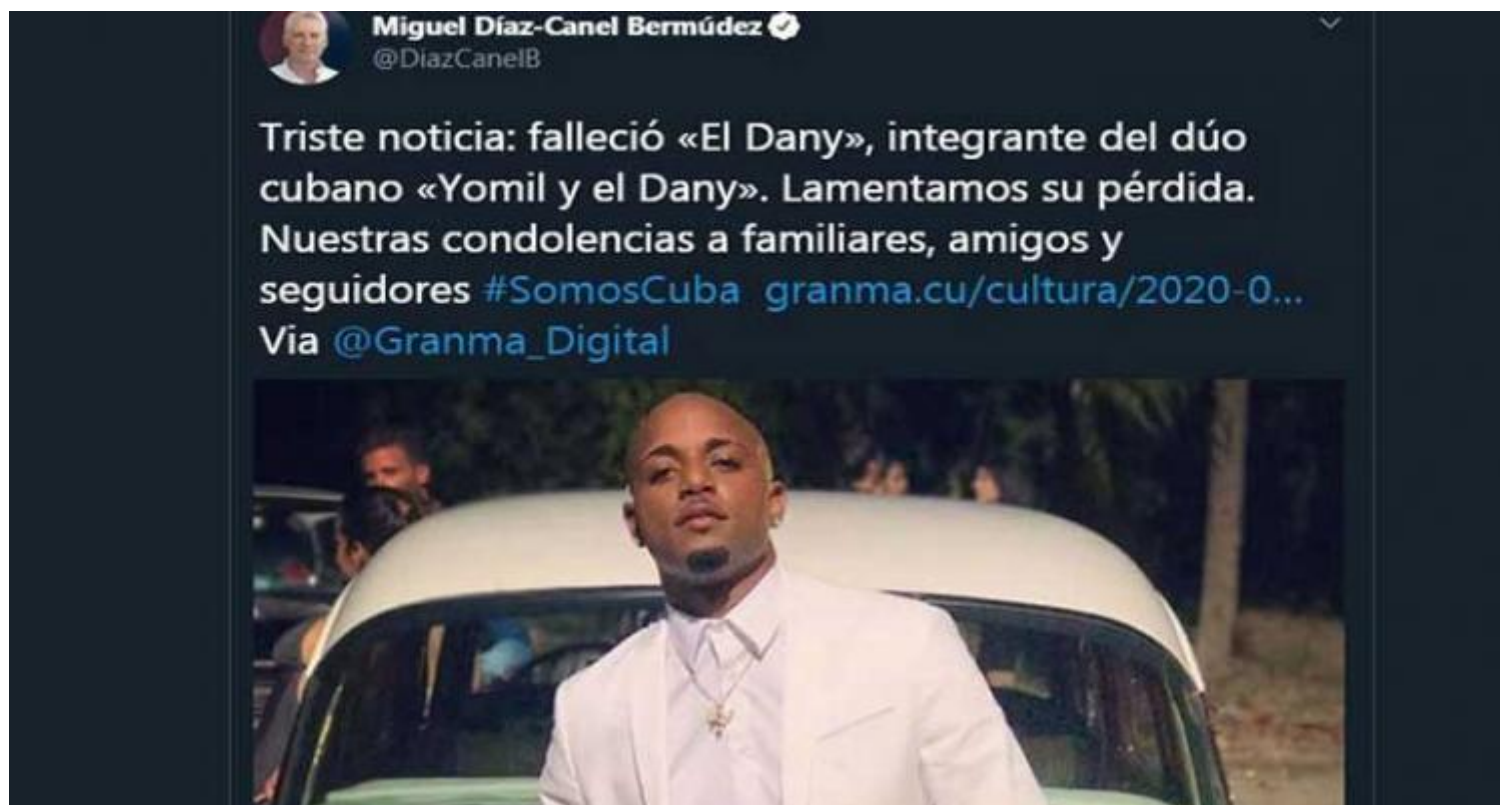 Miguel Díaz-Canel Bermúdez
@DiazCanelB
Triste noticia: falleció «El Dany», integrante del dúo
cubano «Yomil y el Dany». Lamentamos su pérdida.
Nuestras condolencias a familiares, amigos y
seguidores #SomosCuba granma.cu/cultura/2020-0...
Via @Granma_Digital